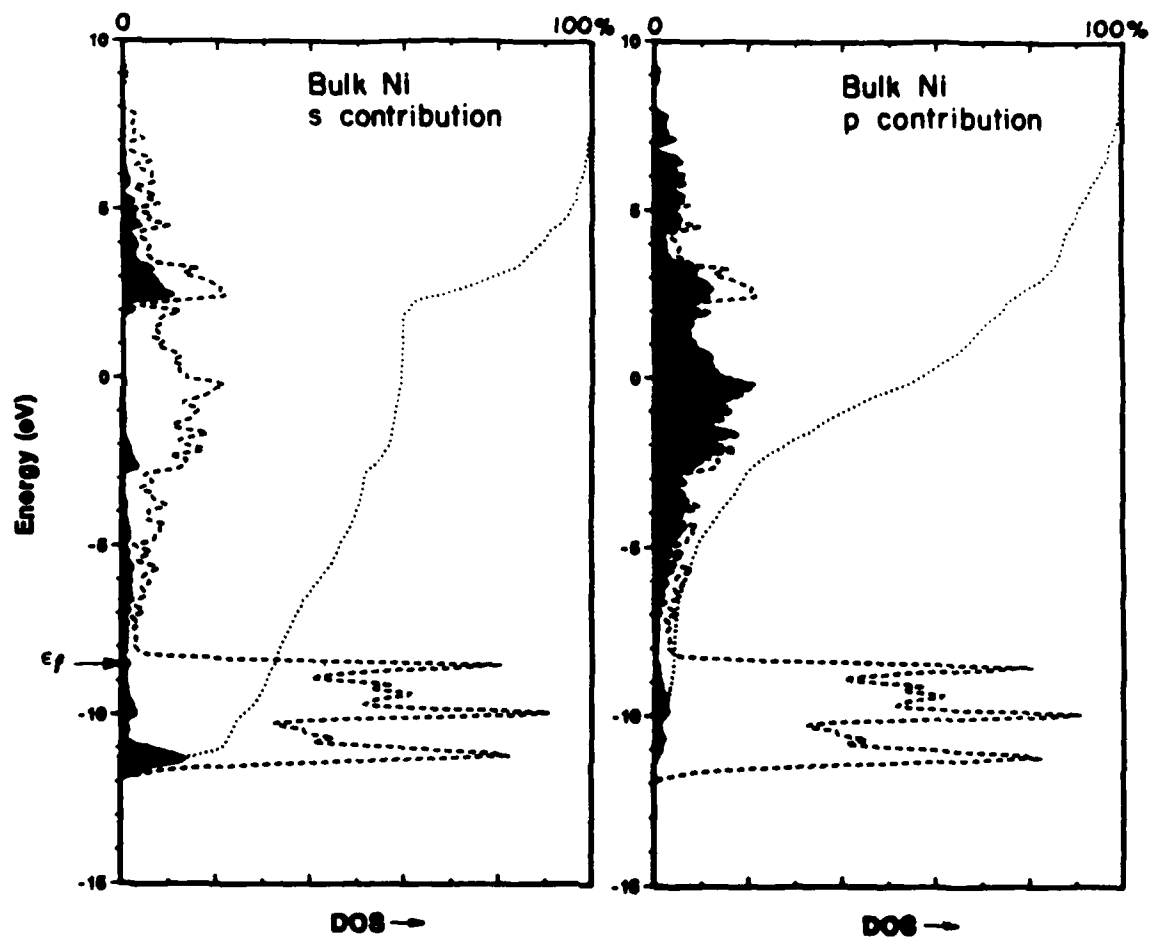 0 100%
Bulk Ni
s contribution
10
5
0
-5
-10
-15
Energy (eV)
εf
DOS →
0 100%
Bulk Ni
p contribution
10
5
0
-5
-10
-15
DOS →